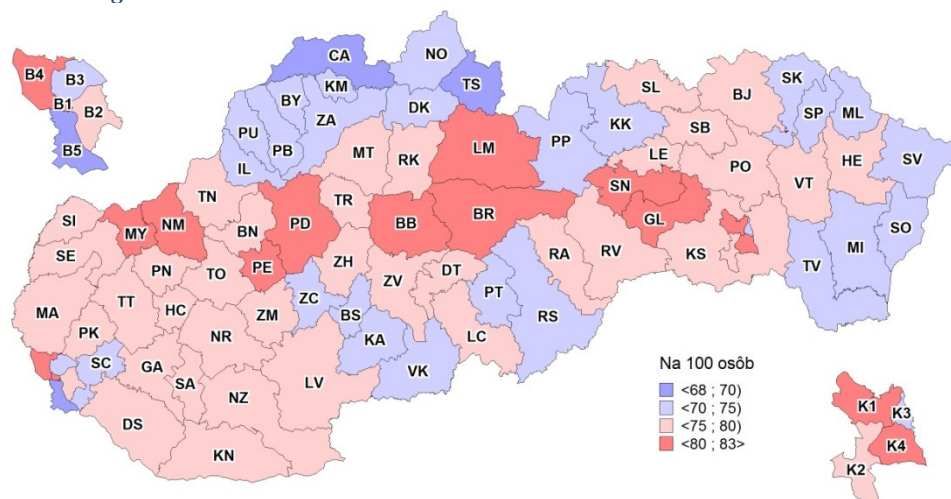 CA
NO
KM
TS
B4
B3
B1
B2
B5
BY
ZA
DK
PU
PB
IL
SL
BJ
SK
SP
ML
PP
KK
SB
MT
RK
LM
LE
PO
VT
HE
SV
TN
SN
GL
SI
MY
NM
BN
PD
TR
BB
BR
SO
SE
PN
TO
PE
ZH
ZV
DT
RA
RV
KS
MI
TV
MA
TT
HC
ZM
ZC
BS
PT
RS
PK
NR
KA
LC
SC
GA
SA
NZ
LV
VK
DS
KN
Na 100 osôb
<68 ; 70)
<70 ; 75)
<75 ; 80)
<80 ; 83>
K1
K3
K4
K2